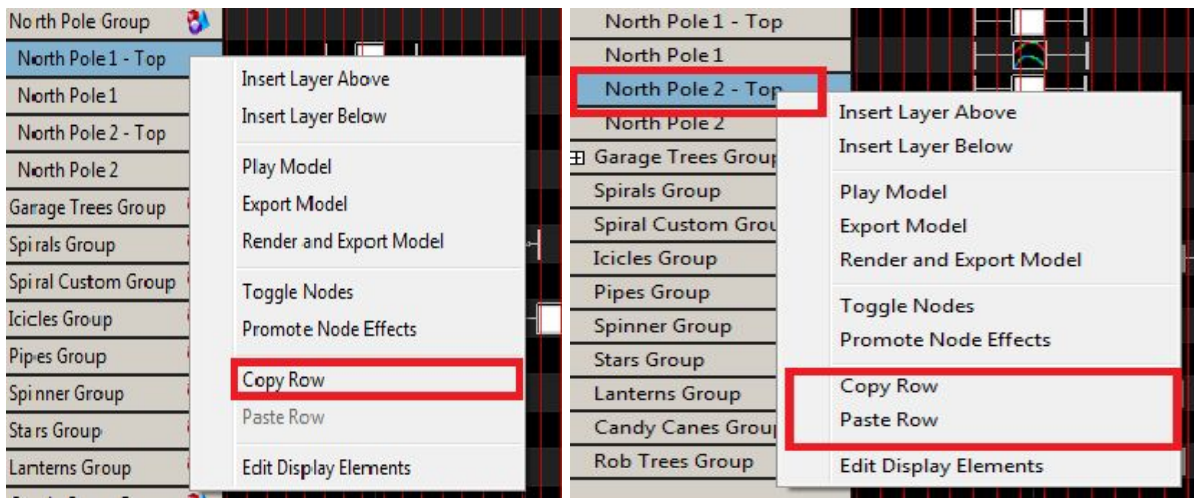 North Pole Group
North Pole 1 - Top
North Pole 1
North Pole 2 - Top
North Pole 2
Garage Trees Group
Spirals Group
Spiral Custom Group
Icicles Group
Pipes Group
Spinner Group
Stars Group
Lanterns Group
Insert Layer Above
Insert Layer Below
Play Model
Export Model
Render and Export Model
Toggle Nodes
Promote Node Effects
Copy Row
Paste Row
Edit Display Elements
North Pole 1 - Top
North Pole 1
North Pole 2 - Top
North Pole 2
Garage Trees Group
Spirals Group
Spiral Custom Grou
Icicles Group
Pipes Group
Spinner Group
Stars Group
Lanterns Group
Candy Canes Grou
Rob Trees Group
Insert Layer Above
Insert Layer Below
Play Model
Export Model
Render and Export Model
Toggle Nodes
Promote Node Effects
Copy Row
Paste Row
Edit Display Elements